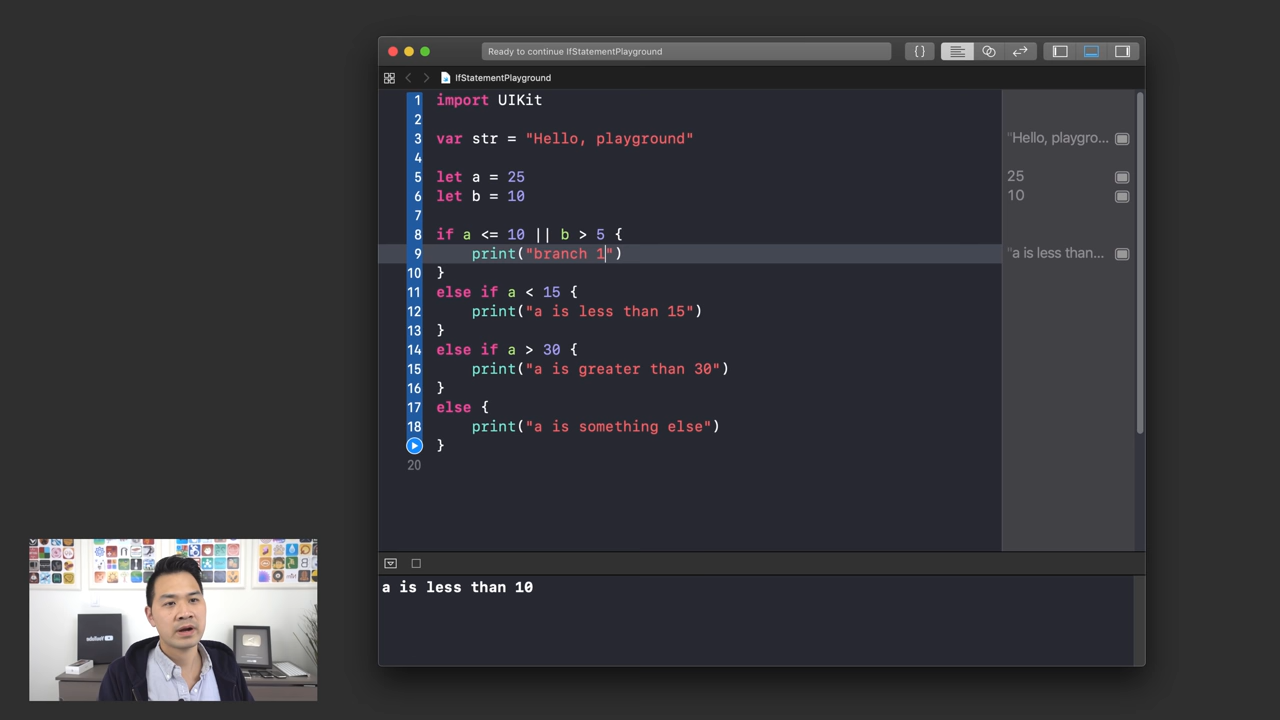 Ready to continue IfStatementPlayground
{}
IfStatementPlayground
1 import UIKit
2
3 var str = "Hello, playground"
"Hello, playgro...
4
5 let a = 25
25
6 let b = 10
10
7
8 if a <= 10 || b > 5 {
9 print("branch 1")
"a is less than...
10 }
11 else if a < 15 {
12 print("a is less than 15")
13 }
14 else if a > 30 {
15 print("a is greater than 30")
16 }
17 else {
18 print("a is something else")
}
20
a is less than 10
YouTube